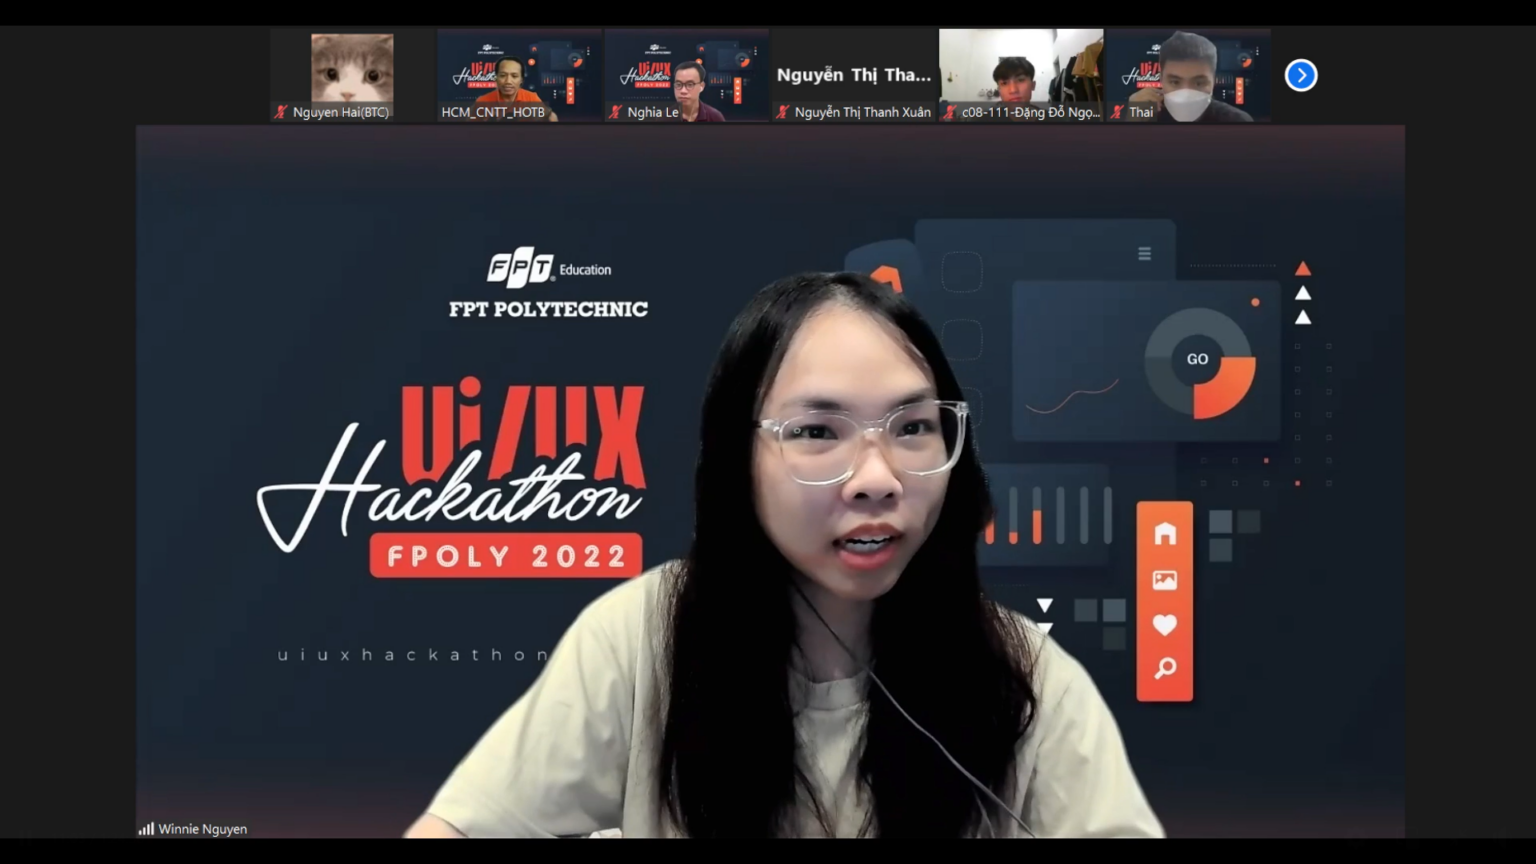 Nguyễn Thị Tha...
Nguyen Hai(BTC)
HCM_CNTT_HOTB
Nghia Le
Nguyễn Thị Thanh Xuân
c08-111-Đặng Đỗ Ngọ...
Thai
FPT Education
FPT POLYTECHNIC
Ui/UX
Hackathon
FPOLY 2022
uiuxhackathon
GO
Winnie Nguyen